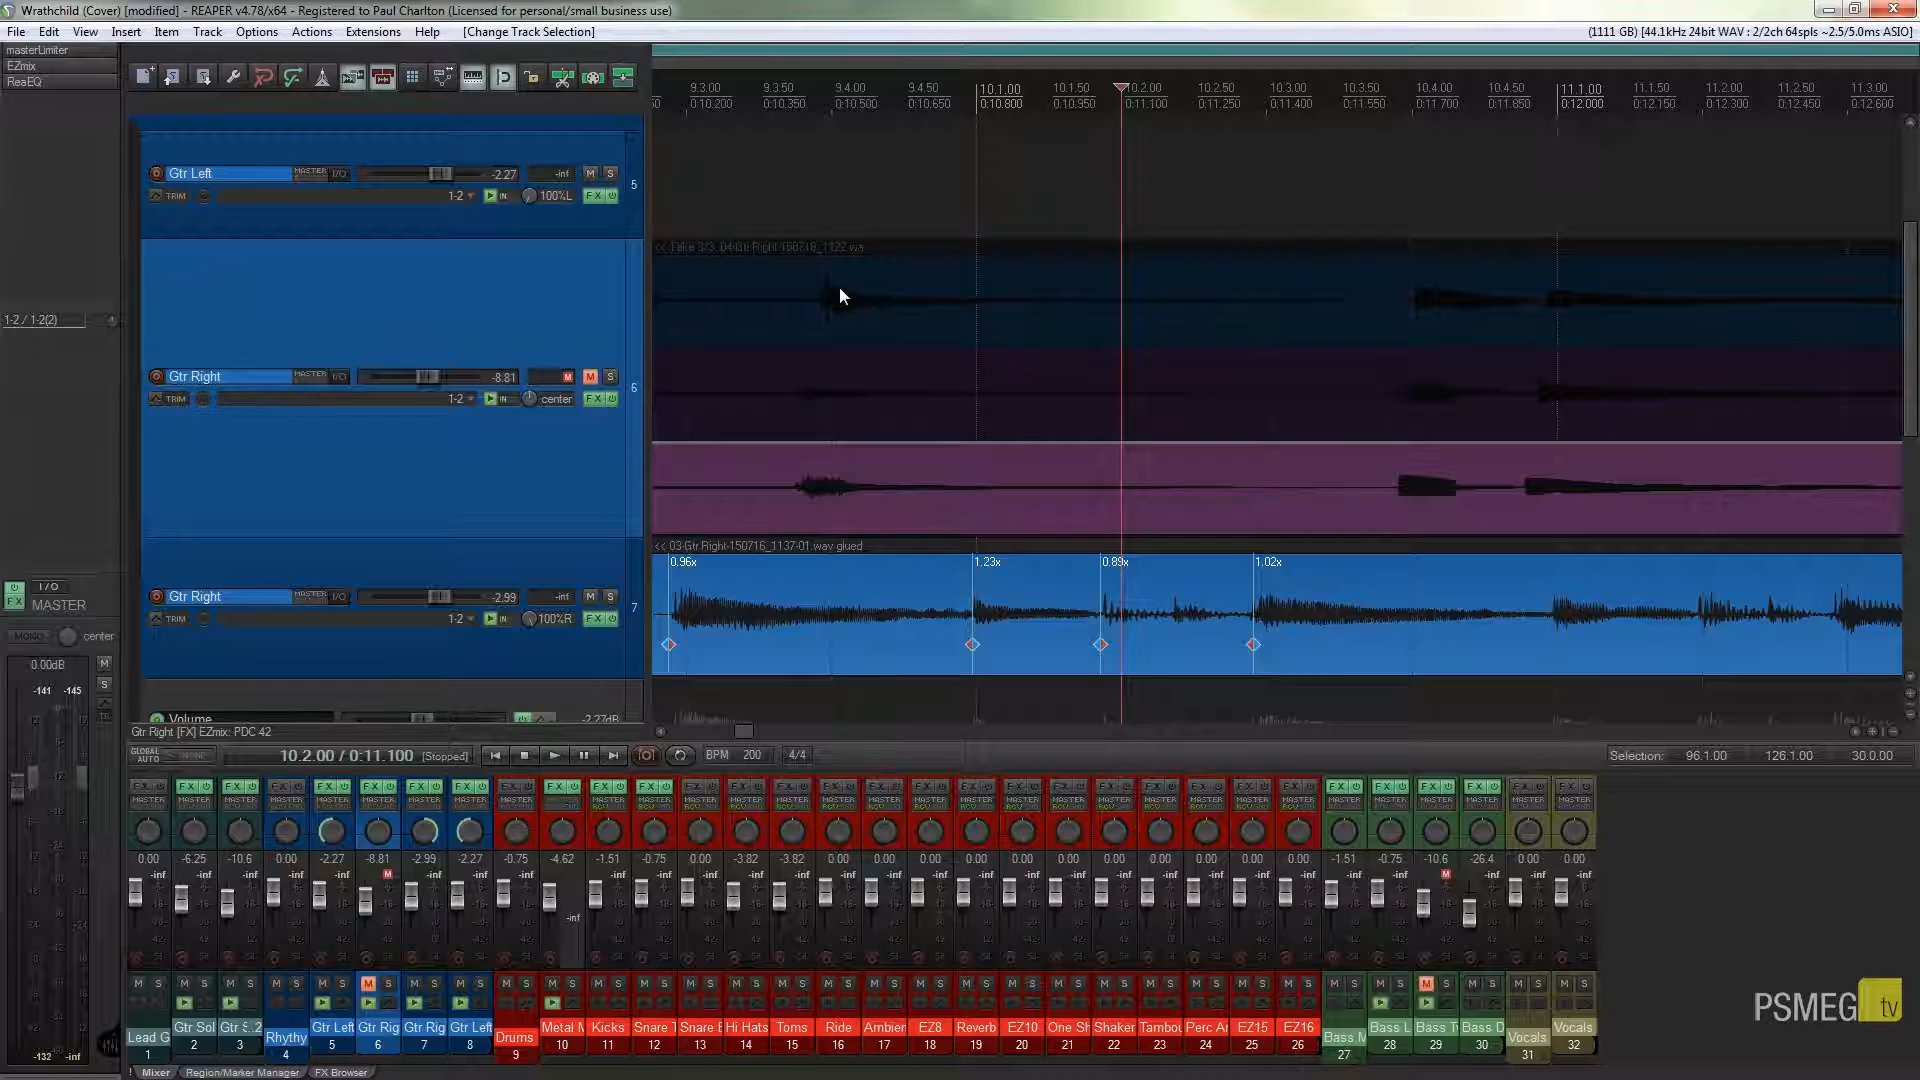 Wrathchild (Cover) [modified] - REAPER v4.78/x64 - Registered to Paul Charlton (Licensed for personal/small business use)
File Edit View Insert Item Track Options Actions Extensions Help [Change Track Selection]
(1111 GB) [44.1kHz 24bit WAV : 2/2ch 64spls ~2.5/5.0ms ASIO]
masterLimiter
EZmix
ReaEQ
9.3.00 9.3.50 9.4.00 9.4.50 10.1.00 10.1.50 10.2.00 10.2.50 10.3.00 10.3.50 10.4.00 10.4.50 11.1.00 11.1.50 11.2.00 11.2.50 11.3.00
0:10.200 0:10.350 0:10.500 0:10.650 0:10.800 0:10.950 0:11.100 0:11.250 0:11.400 0:11.550 0:11.700 0:11.850 0:12.000 0:12.150 0:12.300 0:12.450 0:12.600
Gtr Left MASTER I/O -2.27 -inf M S
TRIM 1-2 IN 100%L FX
5
1-2 / 1-2(2)
Gtr Right MASTER I/O -8.81 M M S
TRIM 1-2 IN center FX
6
<< 03-Gtr Right-150716_1137-01.wav glued
0.96x 1.23x 0.89x 1.02x
Gtr Right MASTER I/O -2.99 -inf M S
TRIM 1-2 IN 100%R FX
7
I/O
FX MASTER
MONO center
0.00dB M
-141 -145 S
Volume -2.27dB
Gtr Right [FX] EZmix: PDC 42
GLOBAL AUTO NONE
10.2.00 / 0:11.100 [Stopped] BPM 200 4/4
Selection: 96.1.00 126.1.00 30.0.00
0.00 -6.25 -10.6 0.00 -2.27 -8.81 -2.99 -2.27 -0.75 -4.62 -1.51 -0.75 0.00 -3.82 -3.82 0.00 0.00 0.00 0.00 0.00 0.00 0.00 0.00 0.00 0.00 0.00 -1.51 -0.75 -10.6 -26.4 0.00 0.00
Lead G Gtr Sol Gtr S..2 Rhythy Gtr Left Gtr Rig Gtr Rig Gtr Left Drums Metal M Kicks Snare T Snare B Hi Hats Toms Ride Ambien EZ8 Reverb EZ10 One Sh Shaker Tambou Perc Ar EZ15 EZ16 Bass M Bass L Bass T Bass D Vocals Vocals
1 2 3 4 5 6 7 8 9 10 11 12 13 14 15 16 17 18 19 20 21 22 23 24 25 26 27 28 29 30 31 32
-132 -inf
! Mixer Region/Marker Manager FX Browser
PSMEG tv